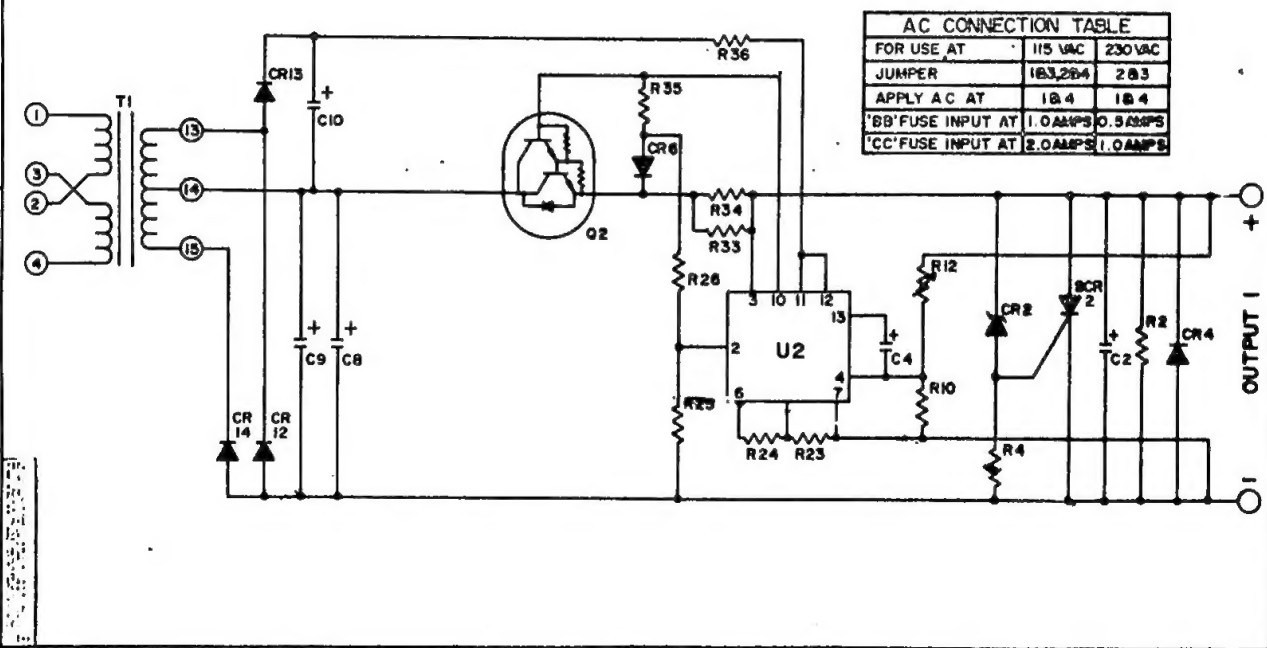 AC CONNECTION TABLE
FOR USE AT 115 VAC 230 VAC
JUMPER 1&3,2&4 2&3
APPLY AC AT 1&4 1&4
'BB' FUSE INPUT AT 1.0 AMPS 0.5 AMPS
'CC' FUSE INPUT AT 2.0 AMPS 1.0 AMPS
R36
CR13
+
C10
R35
T1
1
13
CR6
3
14
2
R34
+
Q2
R33
15
4
R26
R12
3 10 11 12
SCR
2
13
CR2
+
C9
+
C8
2
U2
+
C4
+
C2
R2
CR4
OUTPUT 1
4
6
7
R10
R25
CR
14
CR
12
R24
R23
R4
-